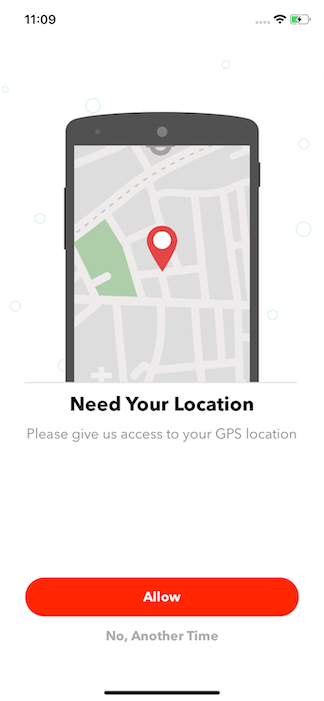 11:09
Need Your Location
Please give us access to your GPS location
Allow
No, Another Time